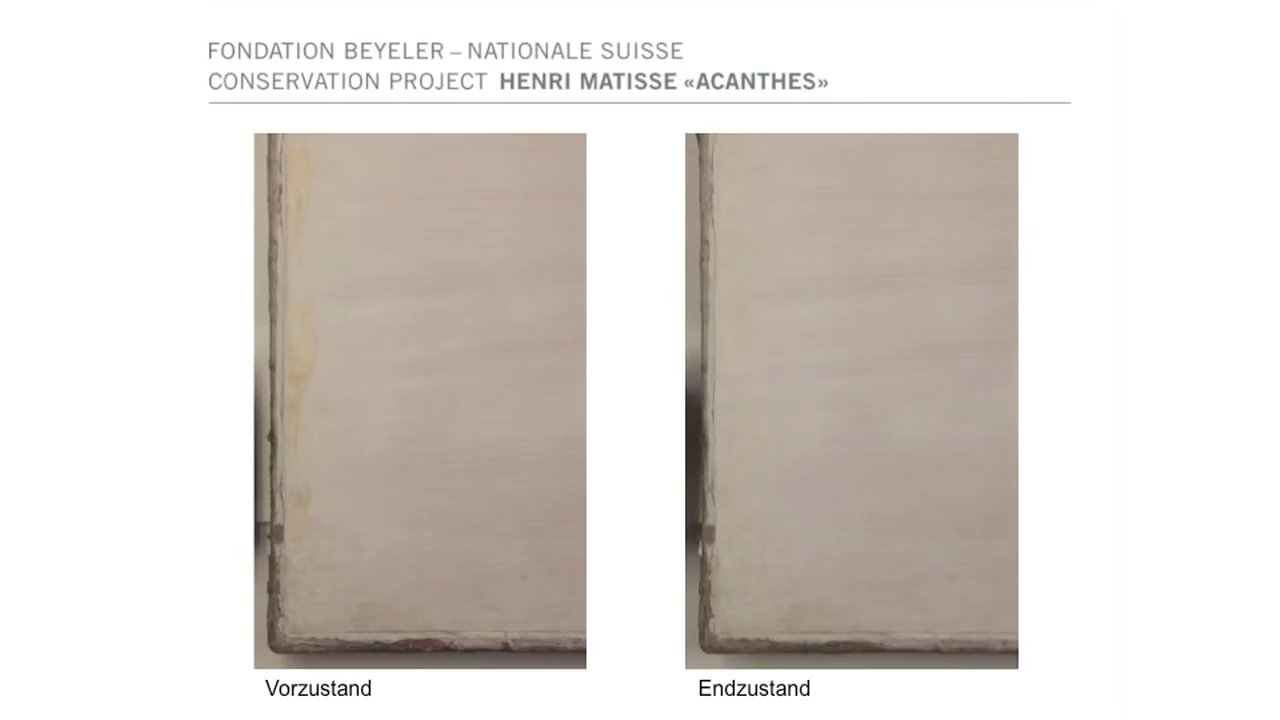 FONDATION BEYELER – NATIONALE SUISSE
CONSERVATION PROJECT HENRI MATISSE «ACANTHES»
Vorzustand
Endzustand